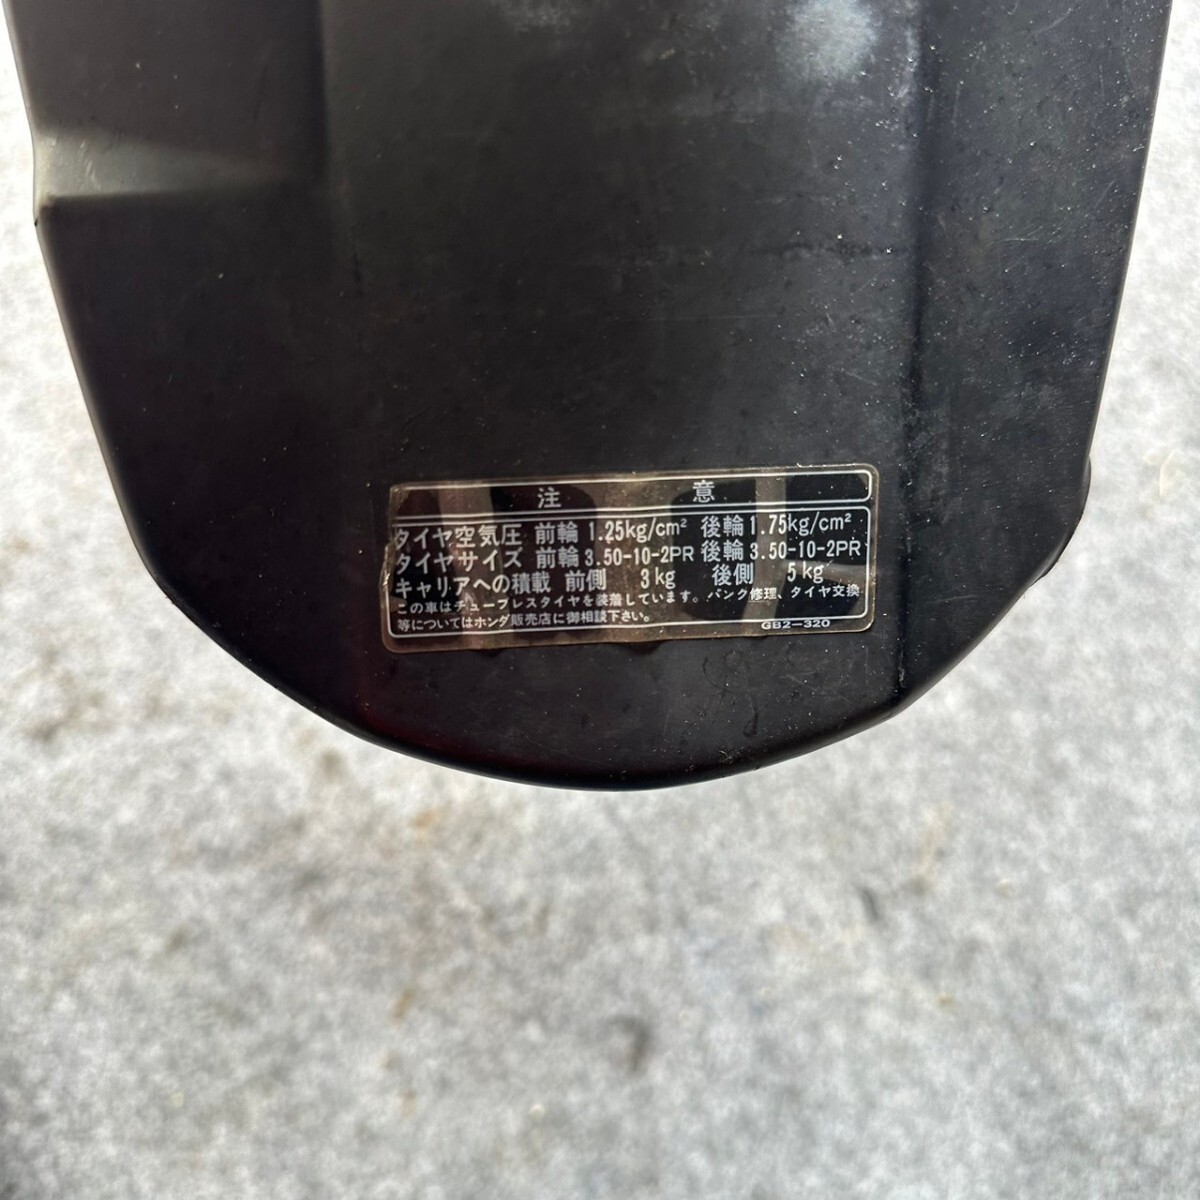 注意
タイヤ空気圧 前輪 1.25kg/cm² 後輪 1.75kg/cm²
タイヤサイズ 前輪 3.50-10-2PR 後輪 3.50-10-2PR
キャリアへの積載 前側 3kg 後側 5kg
この車はチューブレスタイヤを装着しています。パンク修理、タイヤ交換
等についてはホンダ販売店に御相談下さい。 GB2-320